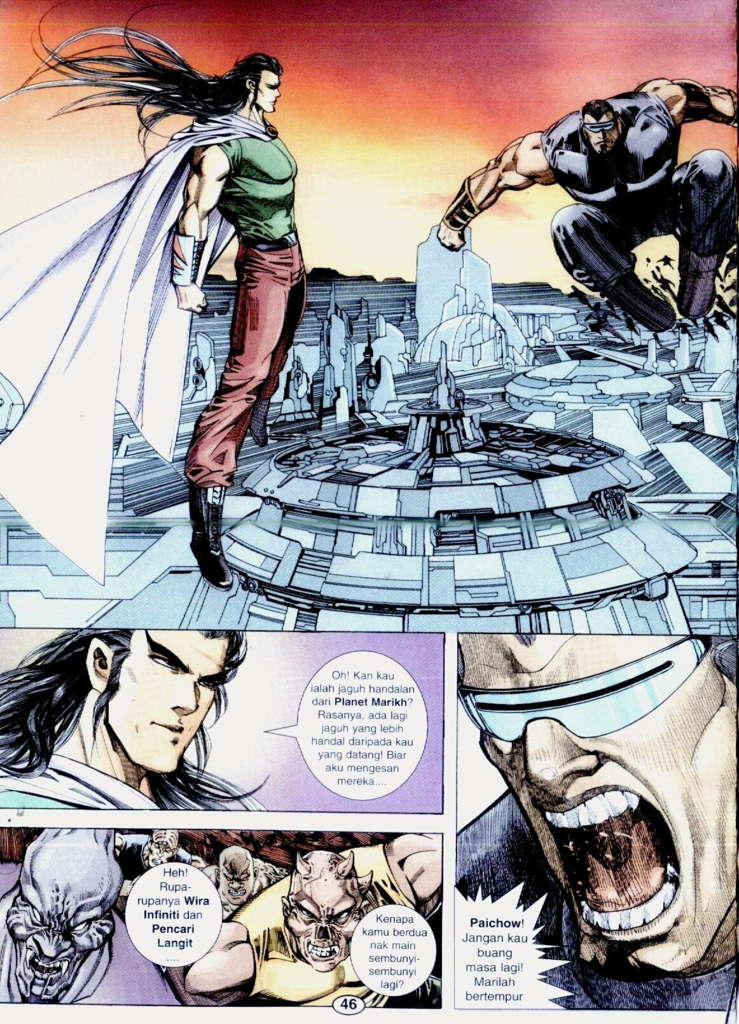 Oh! Kan kau
ialah jaguh handalan
dari Planet Marikh?
Rasanya, ada lagi
jaguh yang lebih
handal daripada kau
yang datang! Biar
aku mengesan
mereka....
Heh!
Rupa-
rupanya Wira
Infiniti dan
Pencari
Langit
.....
Kenapa
kamu berdua
nak main
sembunyi-
sembunyi
lagi?
Paichow!
Jangan kau
buang
masa lagi!
Marilah
bertempur
46